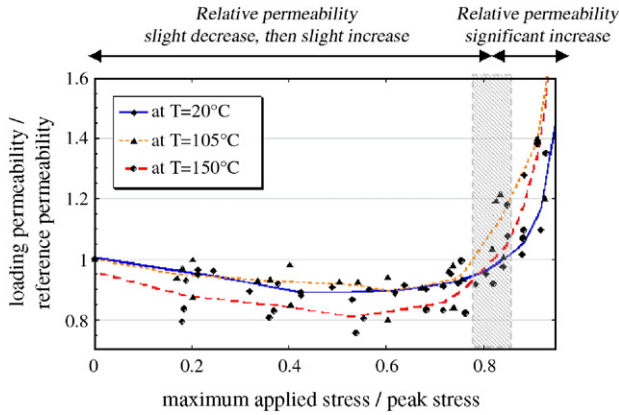 Relative permeability
slight decrease, then slight increase
Relative permeability
significant increase
loading permeability /
reference permeability
1.6
1.4
1.2
1
0.8
at T=20°C
at T=105°C
at T=150°C
0
0.2
0.4
0.6
0.8
maximum applied stress / peak stress